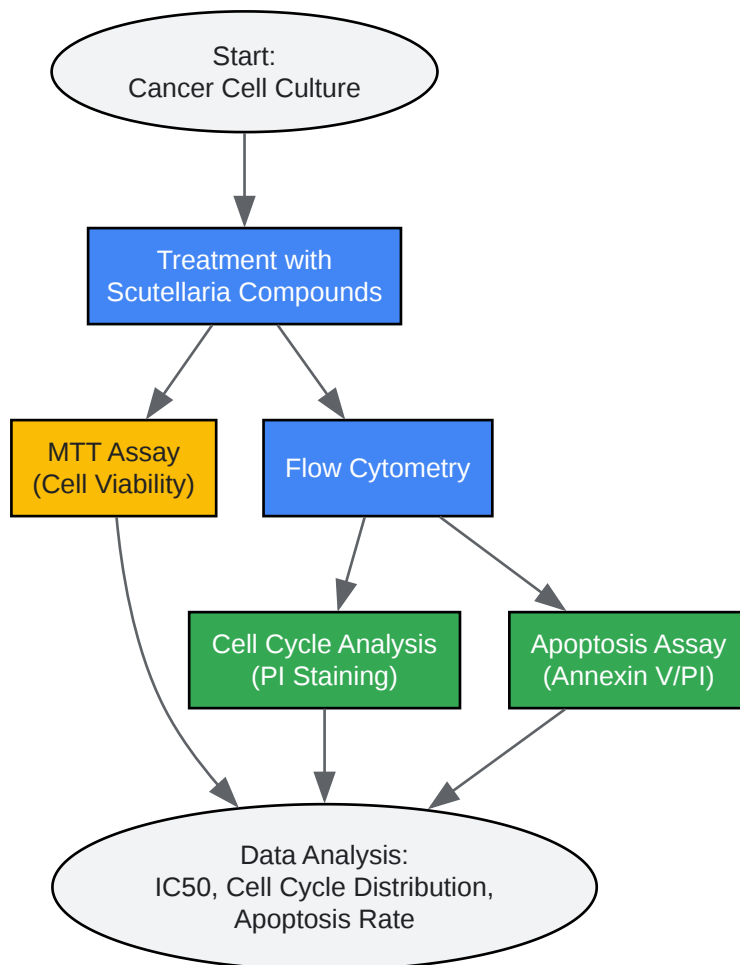 Start:
Cancer Cell Culture
Treatment with
Scutellaria Compounds
MTT Assay
(Cell Viability)
Flow Cytometry
Cell Cycle Analysis
(PI Staining)
Apoptosis Assay
(Annexin V/PI)
Data Analysis:
IC50, Cell Cycle Distribution,
Apoptosis Rate